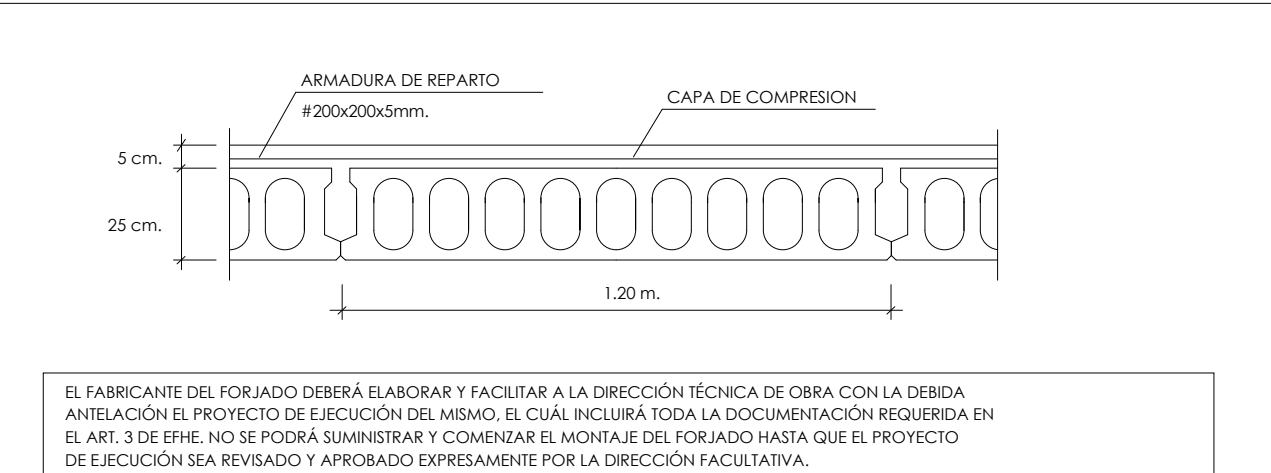 ARMADURA DE REPARTO
#200x200x5mm.
CAPA DE COMPRESION
5 cm.
25 cm.
1.20 m.
EL FABRICANTE DEL FORJADO DEBERÁ ELABORAR Y FACILITAR A LA DIRECCIÓN TÉCNICA DE OBRA CON LA DEBIDA
ANTELACIÓN EL PROYECTO DE EJECUCIÓN DEL MISMO, EL CUÁL INCLUIRÁ TODA LA DOCUMENTACIÓN REQUERIDA EN
EL ART. 3 DE EFHE. NO SE PODRÁ SUMINISTRAR Y COMENZAR EL MONTAJE DEL FORJADO HASTA QUE EL PROYECTO
DE EJECUCIÓN SEA REVISADO Y APROBADO EXPRESAMENTE POR LA DIRECCIÓN FACULTATIVA.